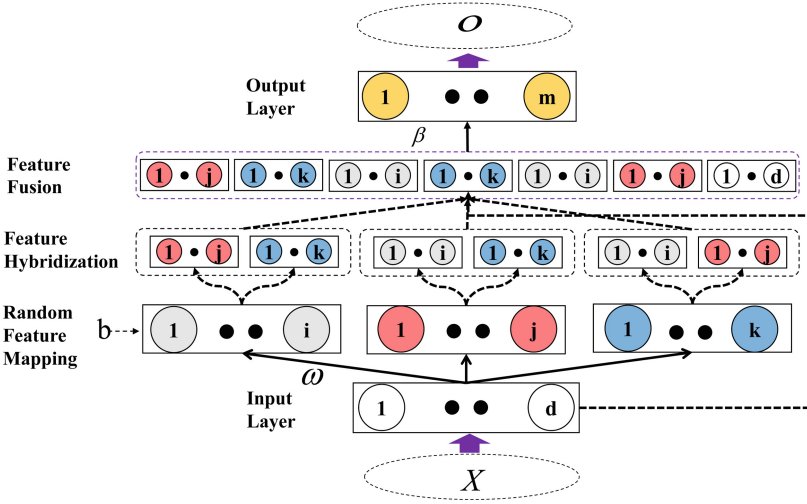 O
Output
Layer
1 m
β
Feature
Fusion
1 j 1 k 1 i 1 k 1 i 1 j 1 d
Feature
Hybridization
1 j 1 k 1 i 1 k 1 i 1 j
Random
Feature
Mapping
b
1 i 1 j 1 k
ω
Input
Layer
1 d
X